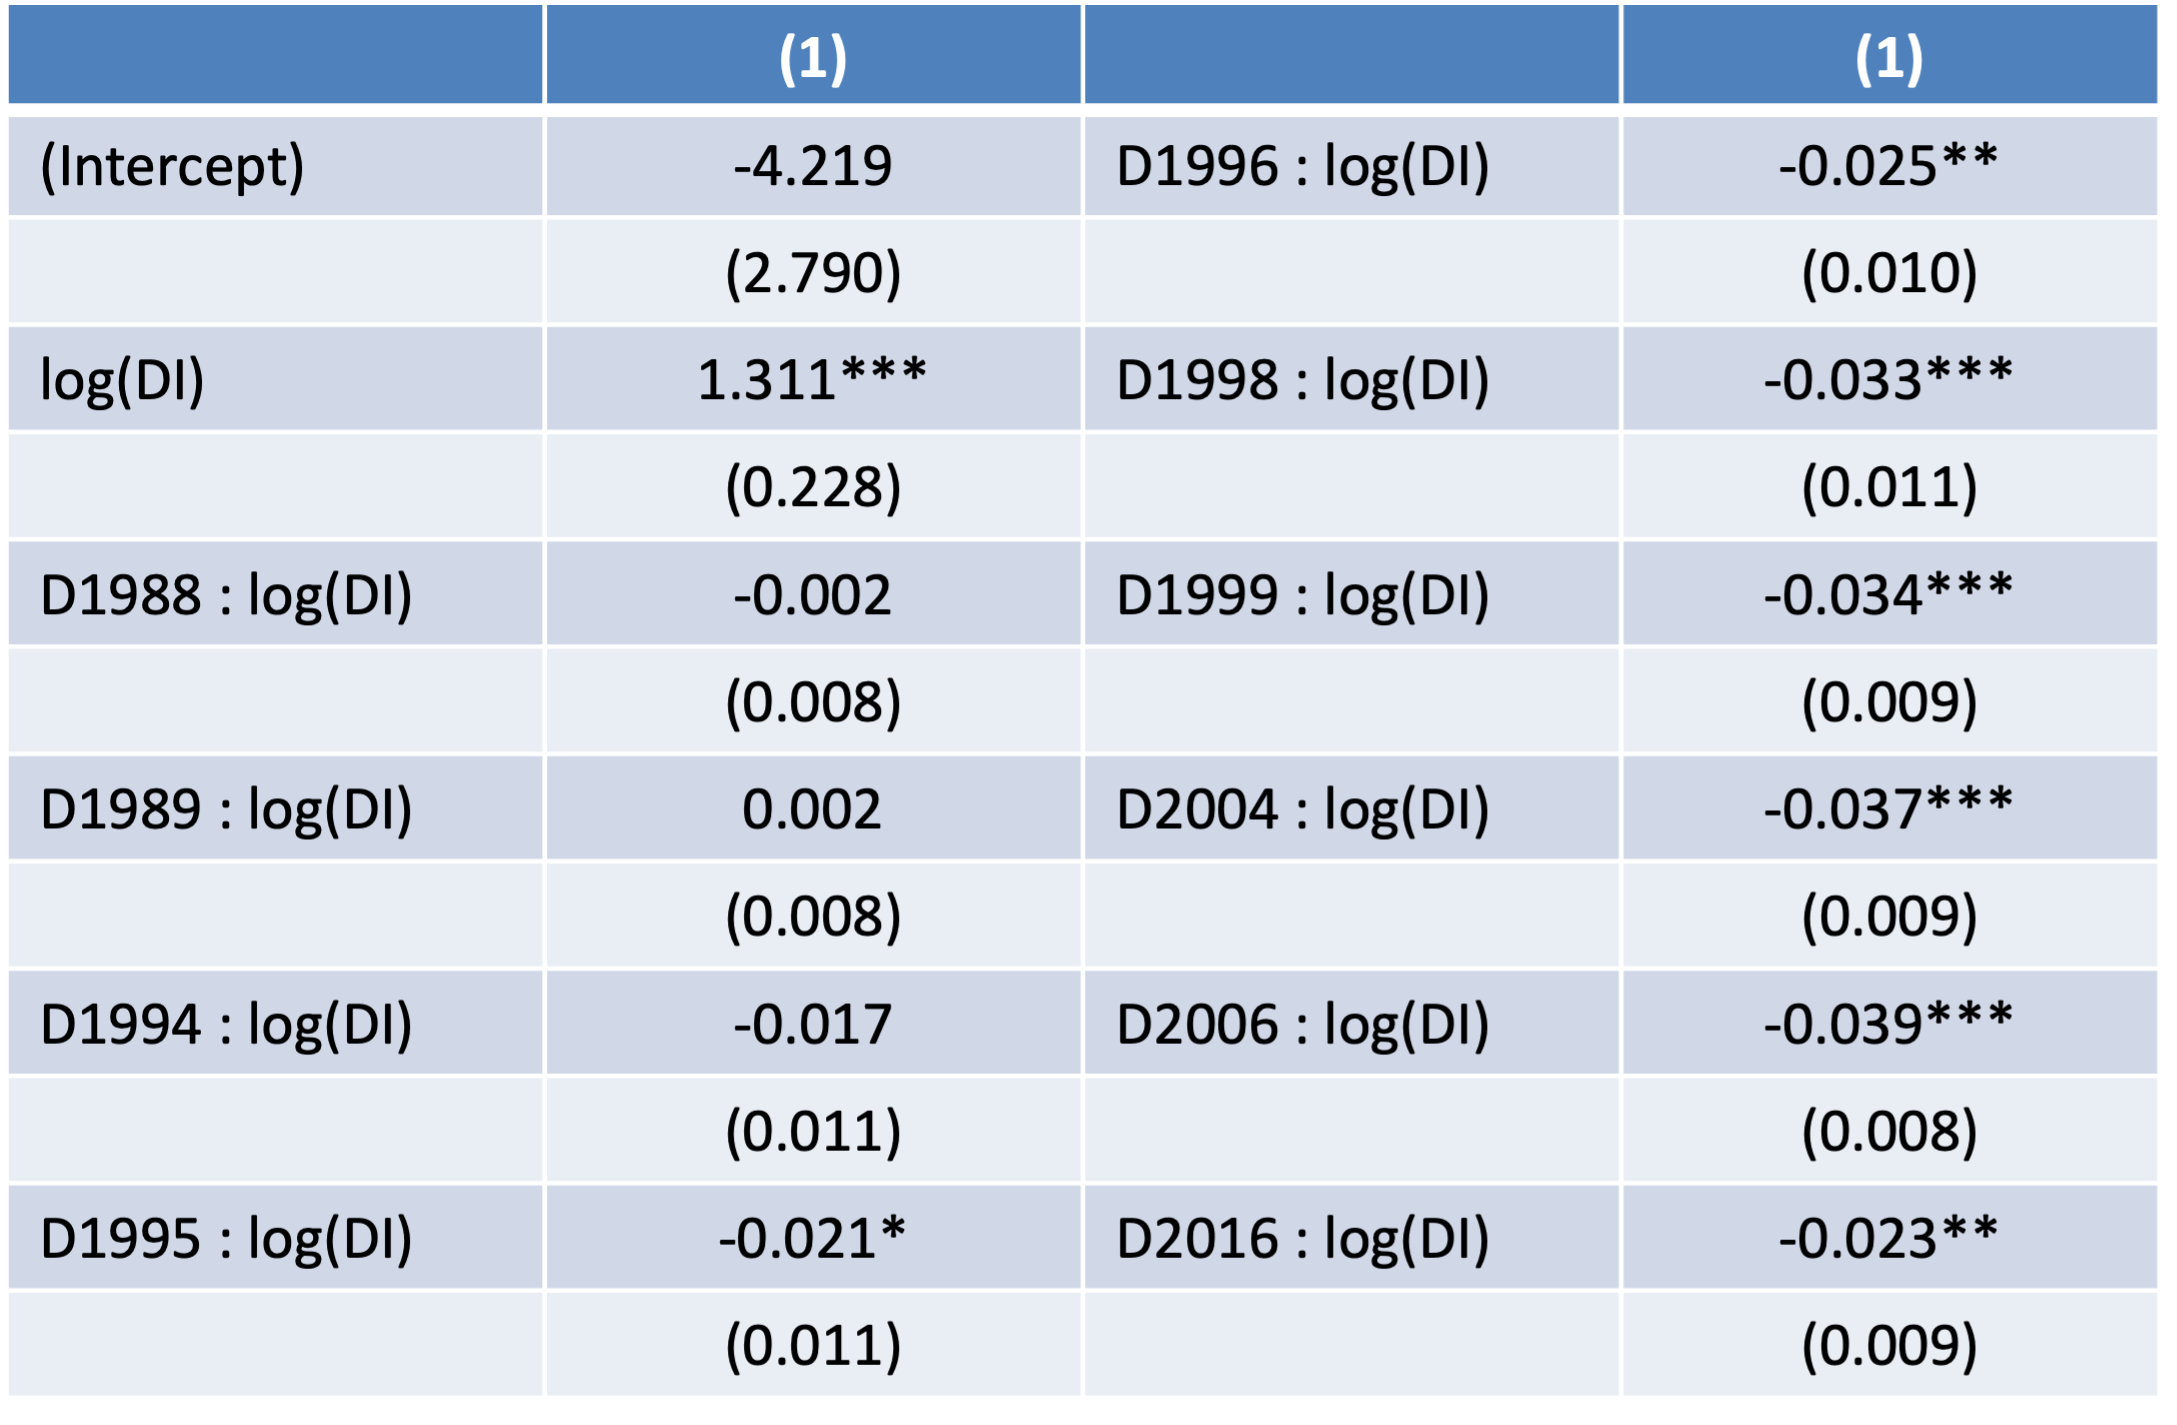 (1) (1)
(Intercept) -4.219 D1996 : log(DI) -0.025**
(2.790) (0.010)
log(DI) 1.311*** D1998 : log(DI) -0.033***
(0.228) (0.011)
D1988 : log(DI) -0.002 D1999 : log(DI) -0.034***
(0.008) (0.009)
D1989 : log(DI) 0.002 D2004 : log(DI) -0.037***
(0.008) (0.009)
D1994 : log(DI) -0.017 D2006 : log(DI) -0.039***
(0.011) (0.008)
D1995 : log(DI) -0.021* D2016 : log(DI) -0.023**
(0.011) (0.009)